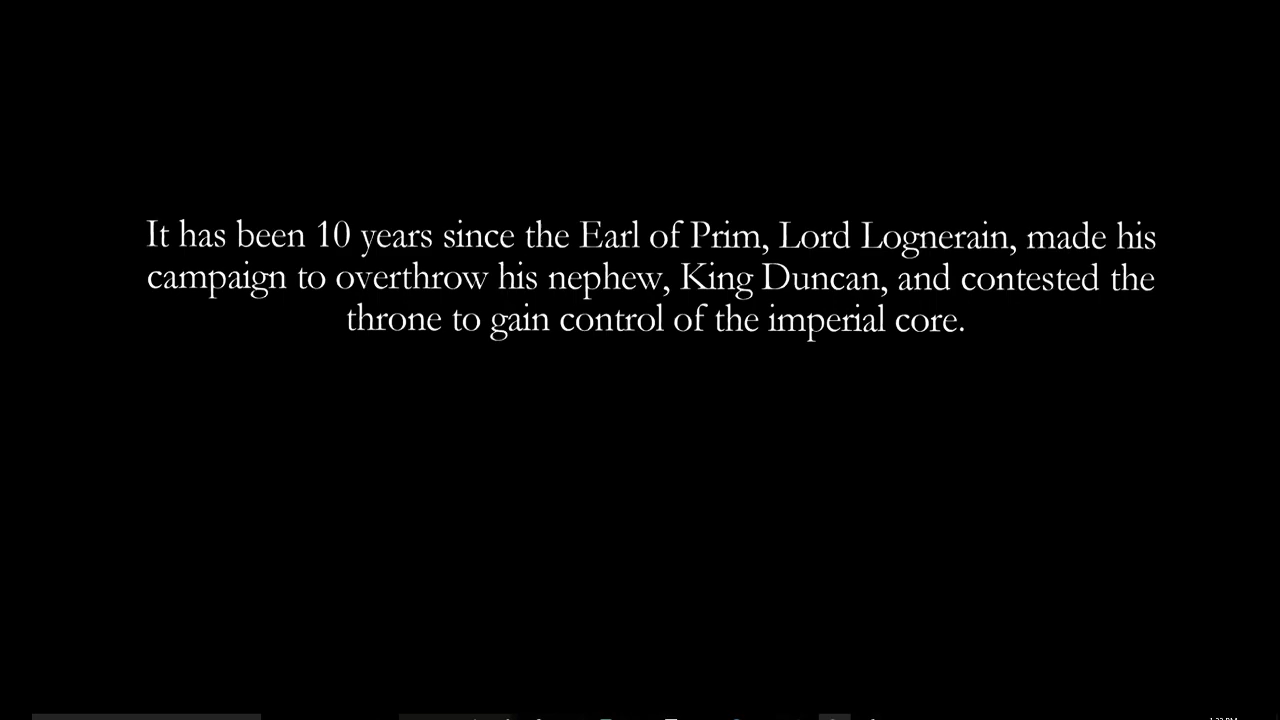 It has been 10 years since the Earl of Prim, Lord Lognerain, made his
campaign to overthrow his nephew, King Duncan, and contested the
throne to gain control of the imperial core.